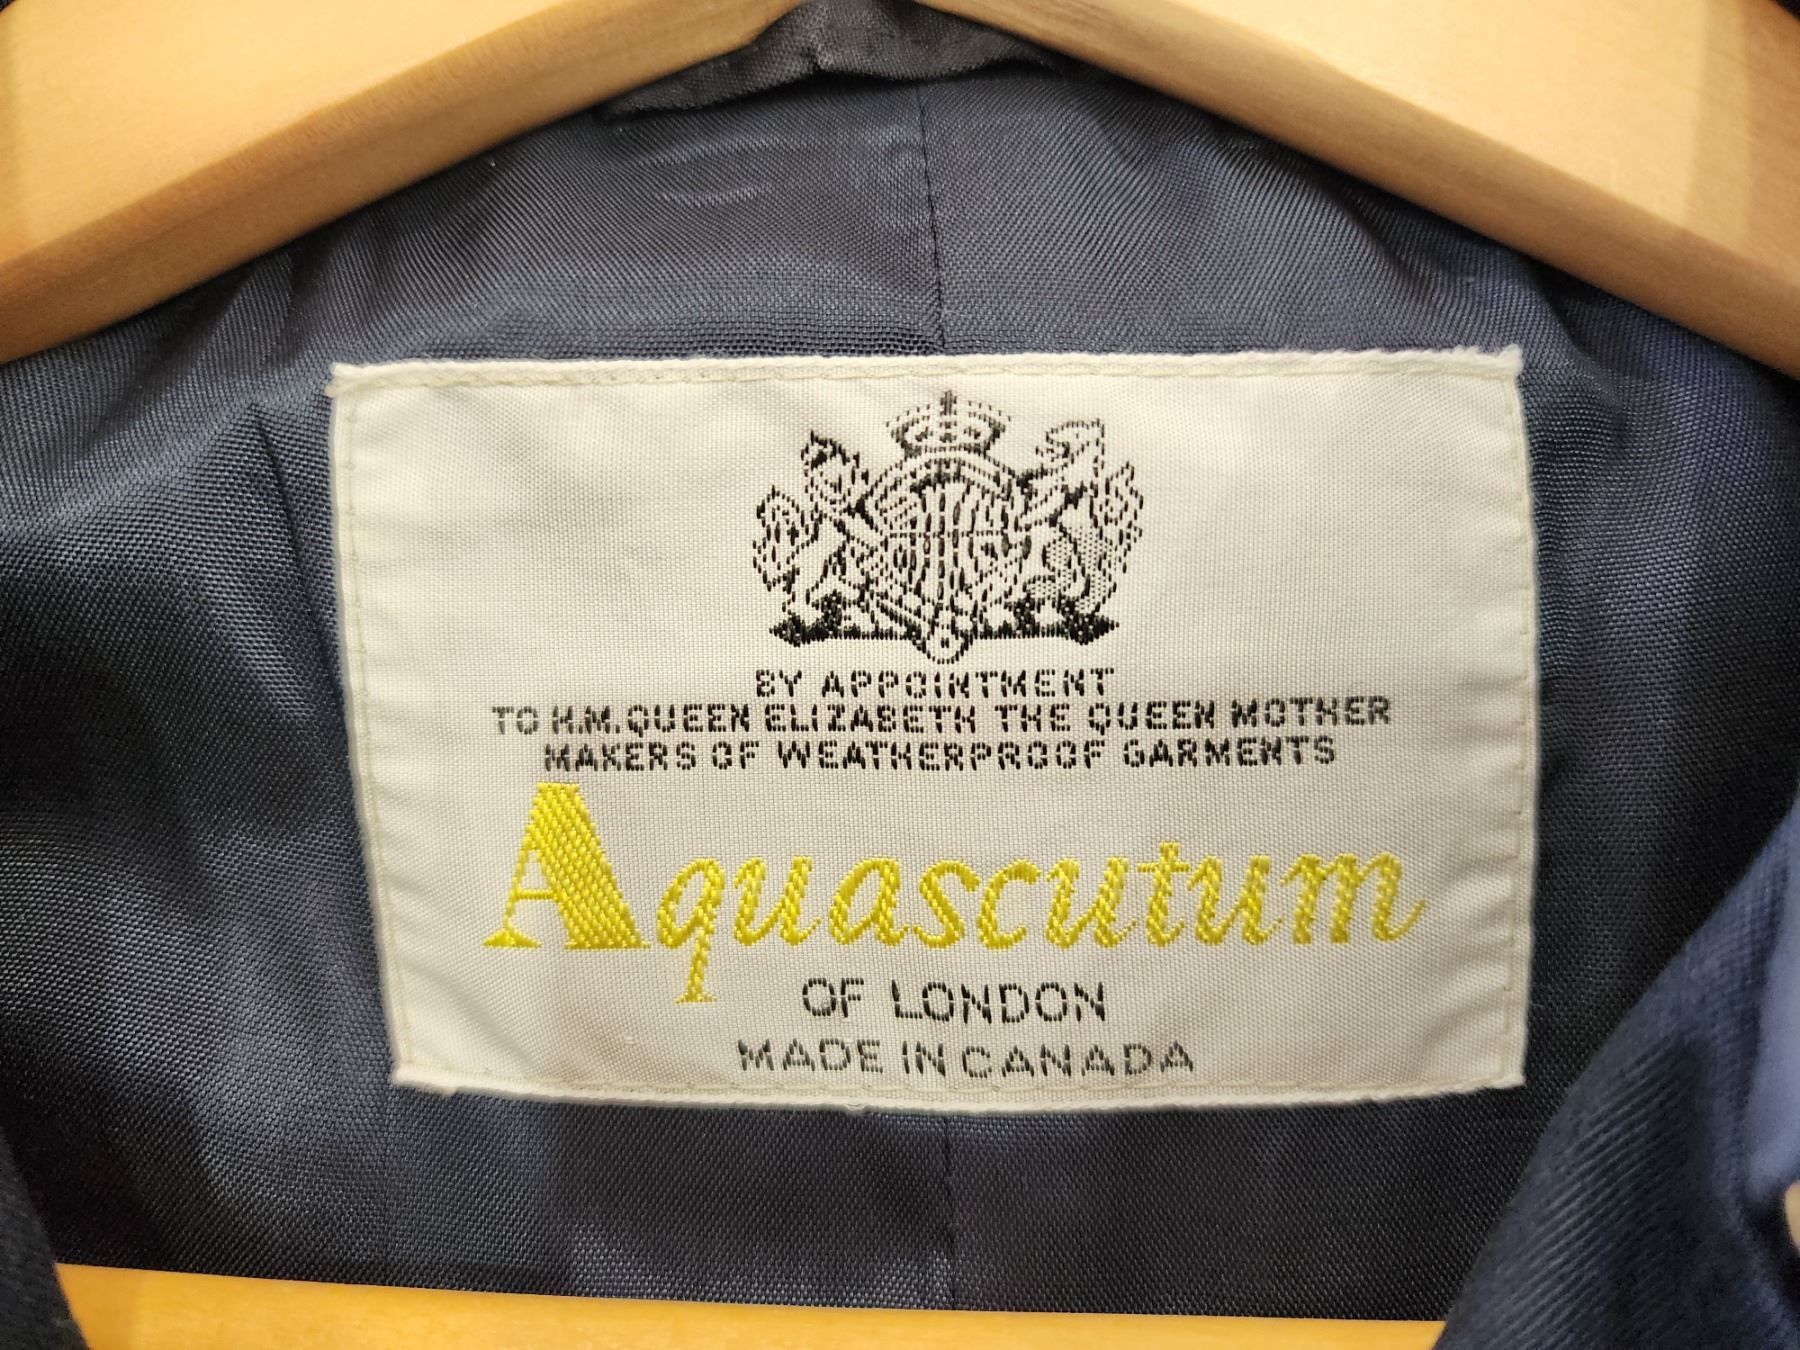 BY APPOINTMENT
TO H.M. QUEEN ELIZABETH THE QUEEN MOTHER
MAKERS OF WEATHERPROOF GARMENTS
Aquascutum
OF LONDON
MADE IN CANADA